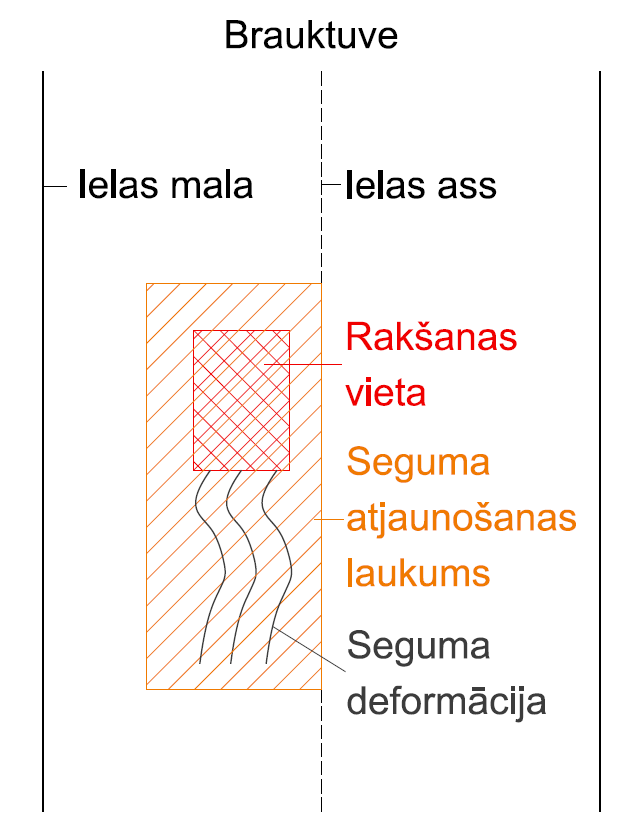 Brauktuve
Ielas mala
Ielas ass
Rakšanas
vieta
Seguma
atjaunošanas
laukums
Seguma
deformācija